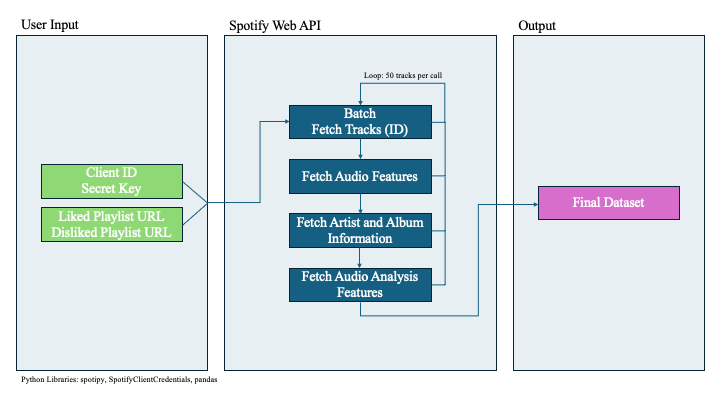 User Input
Spotify Web API
Output
Loop: 50 tracks per call
Batch
Fetch Tracks (ID)
Fetch Audio Features
Fetch Artist and Album
Information
Fetch Audio Analysis
Features
Client ID
Secret Key
Liked Playlist URL
Disliked Playlist URL
Final Dataset
Python Libraries: spotipy, SpotifyClientCredentials, pandas